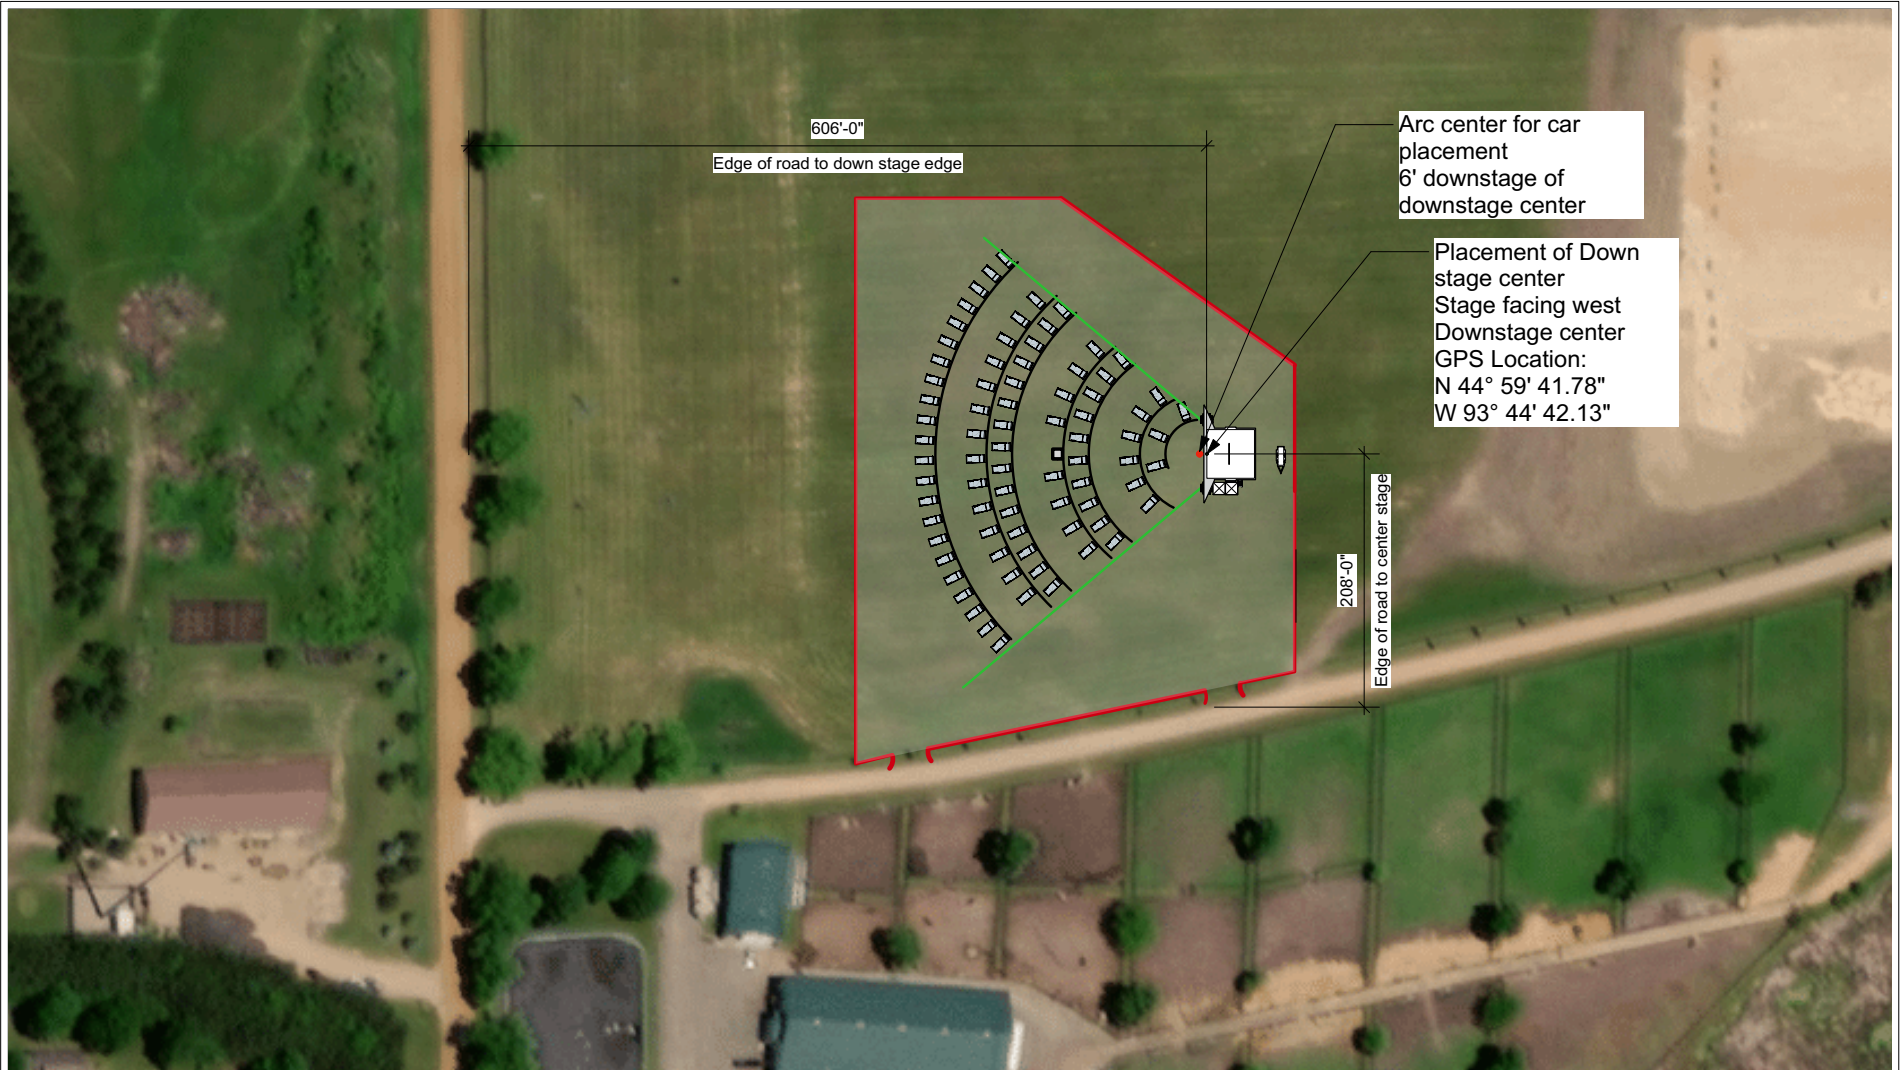 606'-0"
Edge of road to down stage edge
Arc center for car
placement
6' downstage of
downstage center
Placement of Down
stage center
Stage facing west
Downstage center
GPS Location:
N 44° 59' 41.78"
W 93° 44' 42.13"
208'-0"
Edge of road to center stage